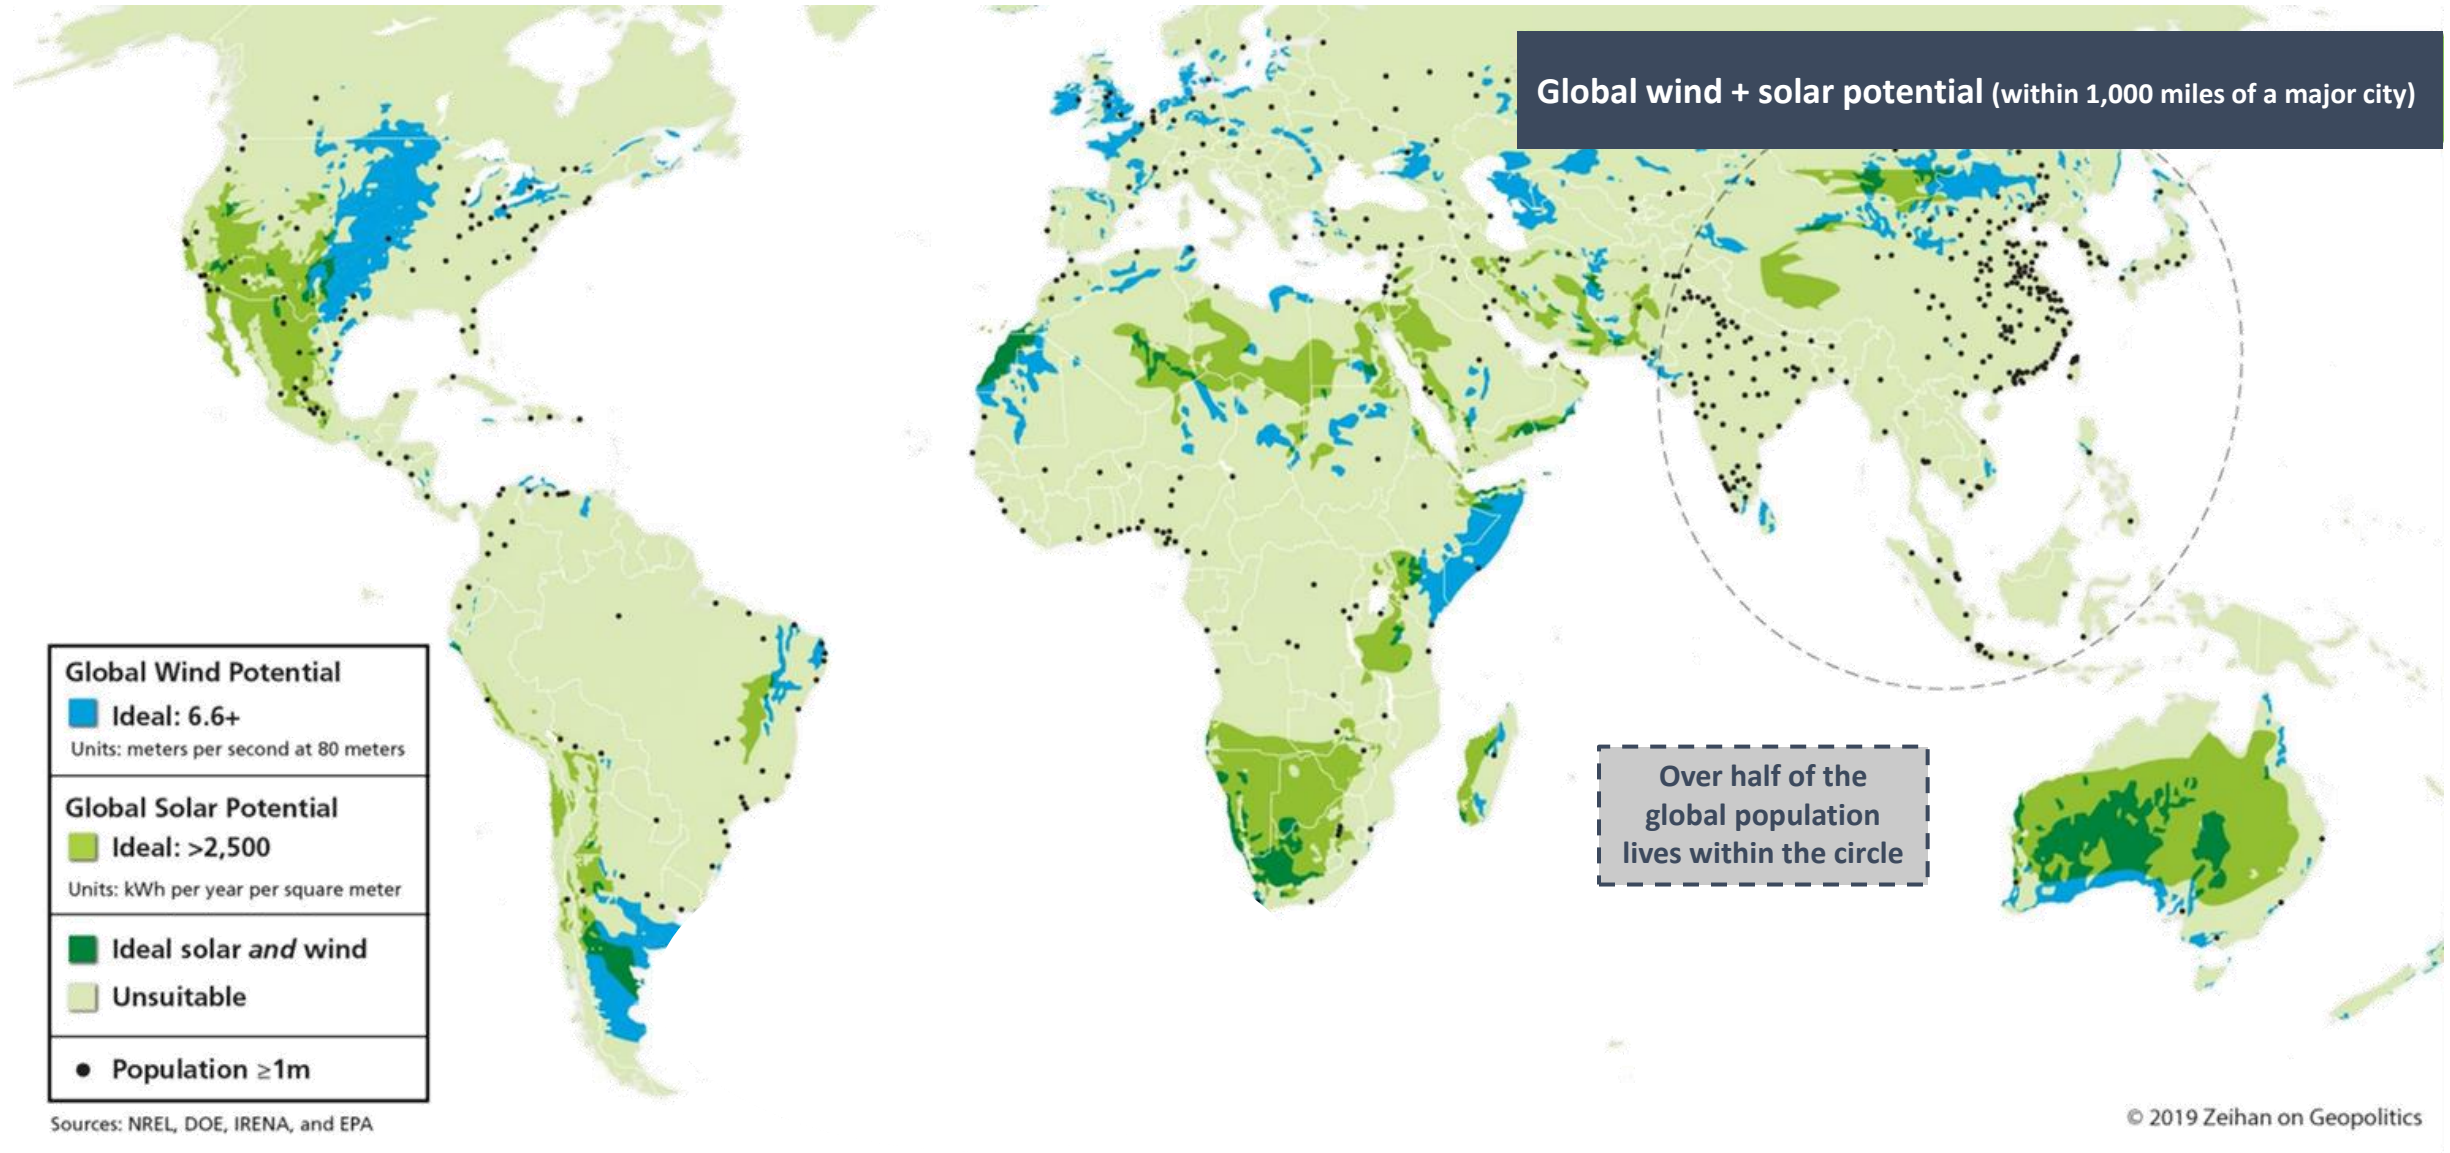 Global wind + solar potential (within 1,000 miles of a major city)
Over half of the
global population
lives within the circle
Global Wind Potential
Ideal: 6.6+
Units: meters per second at 80 meters
Global Solar Potential
Ideal: >2,500
Units: kWh per year per square meter
Ideal solar and wind
Unsuitable
Population ≥1m
Sources: NREL, DOE, IRENA, and EPA
© 2019 Zeihan on Geopolitics